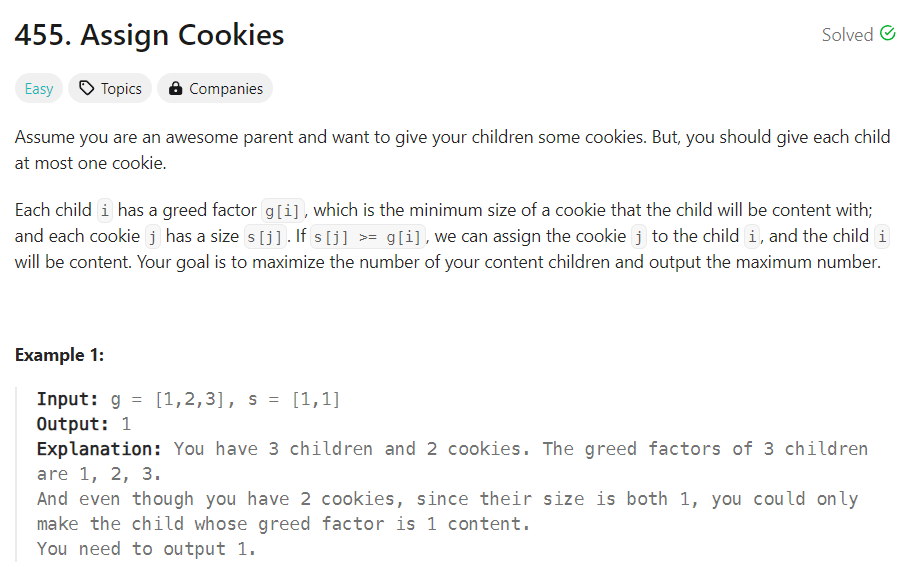 455. Assign Cookies
Solved
Easy Topics Companies
Assume you are an awesome parent and want to give your children some cookies. But, you should give each child
at most one cookie.
Each child i has a greed factor g[i], which is the minimum size of a cookie that the child will be content with;
and each cookie j has a size s[j]. If s[j] >= g[i], we can assign the cookie j to the child i, and the child i
will be content. Your goal is to maximize the number of your content children and output the maximum number.
Example 1:
Input: g = [1,2,3], s = [1,1]
Output: 1
Explanation: You have 3 children and 2 cookies. The greed factors of 3 children
are 1, 2, 3.
And even though you have 2 cookies, since their size is both 1, you could only
make the child whose greed factor is 1 content.
You need to output 1.